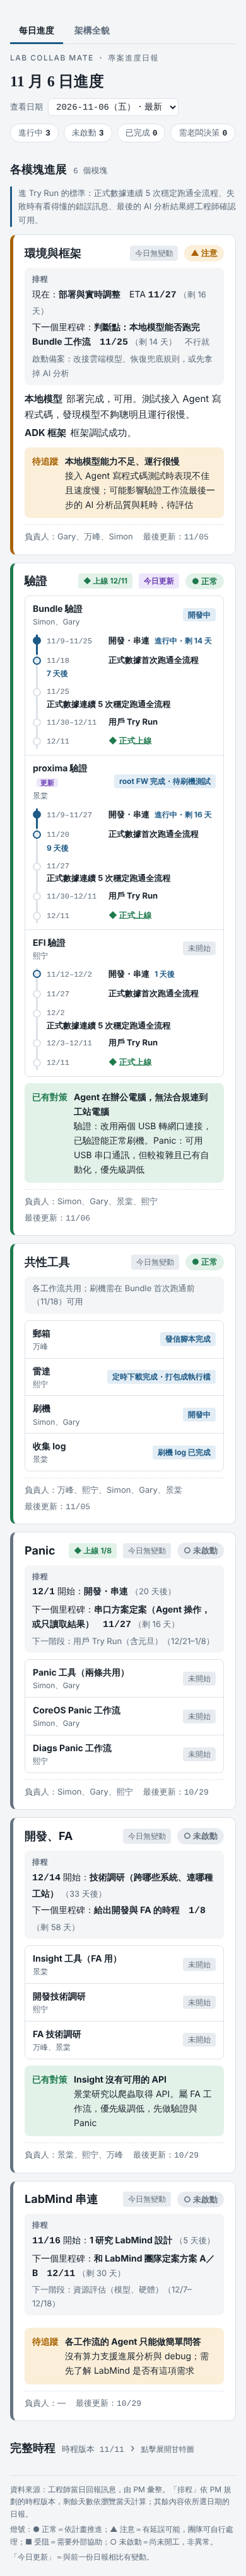 每日進度 架構全貌
LAB COLLAB MATE · 專案進度日報
11 月 6 日進度
查看日期 2026-11-06（五）· 最新
進行中 3 未啟動 3 已完成 0 需老闆決策 0
各模塊進展 6 個模塊
進 Try Run 的標準：正式數據連續 5 次穩定跑通全流程。失
敗時有看得懂的錯誤訊息、最後的 AI 分析結果經工程師確認
可用。
環境與框架 今日無變動 ▲ 注意
排程
現在：部署與實時調整 ETA 11/27（剩 16
天）
下一個里程碑：判斷點：本地模型能否跑完
Bundle 工作流 11/25（剩 14 天） 不行就
啟動備案：改接雲端模型、恢復兜底規則，或先拿
掉 AI 分析
本地模型 部署完成，可用。測試接入 Agent 寫
程式碼，發現模型不夠聰明且運行很慢。
ADK 框架 框架調試成功。
待追蹤 本地模型能力不足、運行很慢
接入 Agent 寫程式碼測試時表現不佳
且速度慢；可能影響驗證工作流最後一
步的 AI 分析品質與耗時，待評估
負責人：Gary、万峰、Simon 最後更新：11/05
驗證 ◆ 上線 12/11 今日更新 ● 正常
Bundle 驗證 開發中
Simon、Gary
11/9–11/25 開發·串連 進行中·剩 14 天
11/18 正式數據首次跑通全流程
7 天後
11/25
正式數據連續 5 次穩定跑通全流程
11/30–12/11 用戶 Try Run
12/11 ◆ 正式上線
proxima 驗證
更新 root FW 完成·待刷機測試
景棠
11/9–11/27 開發·串連 進行中·剩 16 天
11/20 正式數據首次跑通全流程
9 天後
11/27
正式數據連續 5 次穩定跑通全流程
11/30–12/11 用戶 Try Run
12/11 ◆ 正式上線
EFI 驗證 未開始
熙宁
11/12–12/2 開發·串連 1 天後
11/27 正式數據首次跑通全流程
12/2
正式數據連續 5 次穩定跑通全流程
12/3–12/11 用戶 Try Run
12/11 ◆ 正式上線
已有對策 Agent 在辦公電腦，無法合規連到
工站電腦
驗證：改用兩個 USB 轉網口連接，
已驗證能正常刷機。Panic：可用
USB 串口通訊，但較複雜且已有自
動化，優先級調低
負責人：Simon、Gary、景棠、熙宁
最後更新：11/06
共性工具 今日無變動 ● 正常
各工作流共用；刷機需在 Bundle 首次跑通前
（11/18）可用
郵箱 發信腳本完成
万峰
雷達 定時下載完成·打包成執行檔
熙宁
刷機 開發中
Simon、Gary
收集 log 刷機 log 已完成
景棠
負責人：万峰、熙宁、Simon、Gary、景棠
最後更新：11/05
Panic ◆ 上線 1/8 今日無變動 ○ 未啟動
排程
12/1 開始：開發·串連（20 天後）
下一個里程碑：串口方案定案（Agent 操作，
或只讀取結果） 11/27（剩 16 天）
下一階段：用戶 Try Run（含元旦）（12/21–1/8）
Panic 工具（兩條共用） 未開始
Simon、Gary
CoreOS Panic 工作流 未開始
Simon、Gary
Diags Panic 工作流 未開始
熙宁
負責人：Simon、Gary、熙宁 最後更新：10/29
開發、FA 今日無變動 ○ 未啟動
排程
12/14 開始：技術調研（跨哪些系統、連哪種
工站）（33 天後）
下一個里程碑：給出開發與 FA 的時程 1/8
（剩 58 天）
Insight 工具（FA 用） 未開始
景棠
開發技術調研 未開始
熙宁
FA 技術調研 未開始
万峰、景棠
已有對策 Insight 沒有可用的 API
景棠研究以爬蟲取得 API。屬 FA 工
作流，優先級調低，先做驗證與
Panic
負責人：景棠、熙宁、万峰 最後更新：10/29
LabMind 串連 今日無變動 ○ 未啟動
排程
11/16 開始：1 研究 LabMind 設計（5 天後）
下一個里程碑：和 LabMind 團隊定案方案 A／
B 12/11（剩 30 天）
下一階段：資源評估（模型、硬體）（12/7–
12/18）
待追蹤 各工作流的 Agent 只能做簡單問答
沒有算力支援進展分析與 debug；需
先了解 LabMind 是否有這項需求
負責人：— 最後更新：10/29
完整時程 時程版本 11/11 › 點擊展開甘特圖
資料來源：工程師當日回報訊息，由 PM 彙整。「排程」依 PM 規
劃的時程版本，剩餘天數依瀏覽當天計算；其餘內容依所選日期的
日報。
燈號：● 正常＝依計畫推進；▲ 注意＝有延誤可能，團隊可自行處
理；■ 受阻＝需要外部協助；○ 未啟動＝尚未開工，非異常。
「今日更新」＝與前一份日報相比有變動。